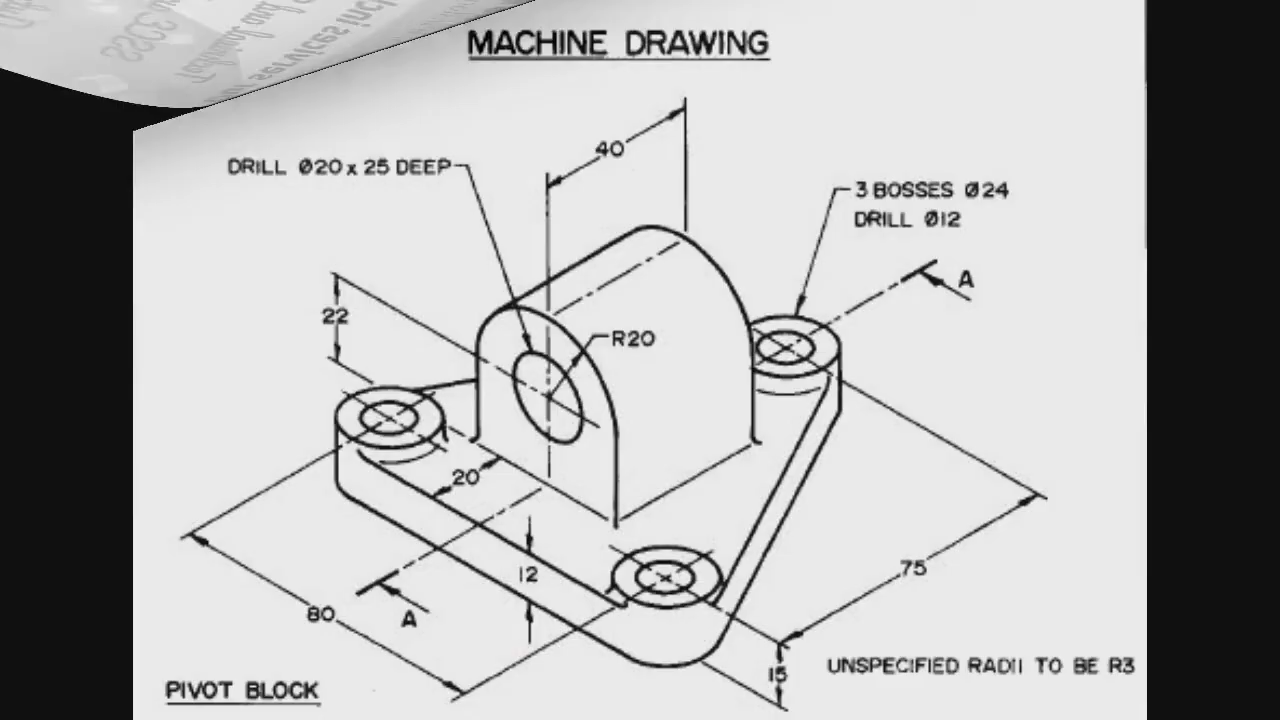 MACHINE DRAWING
40
DRILL Ø20 x 25 DEEP
3 BOSSES Ø24
DRILL Ø12
A
22
R20
20
12
75
80
A
15
UNSPECIFIED RADII TO BE R3
PIVOT BLOCK